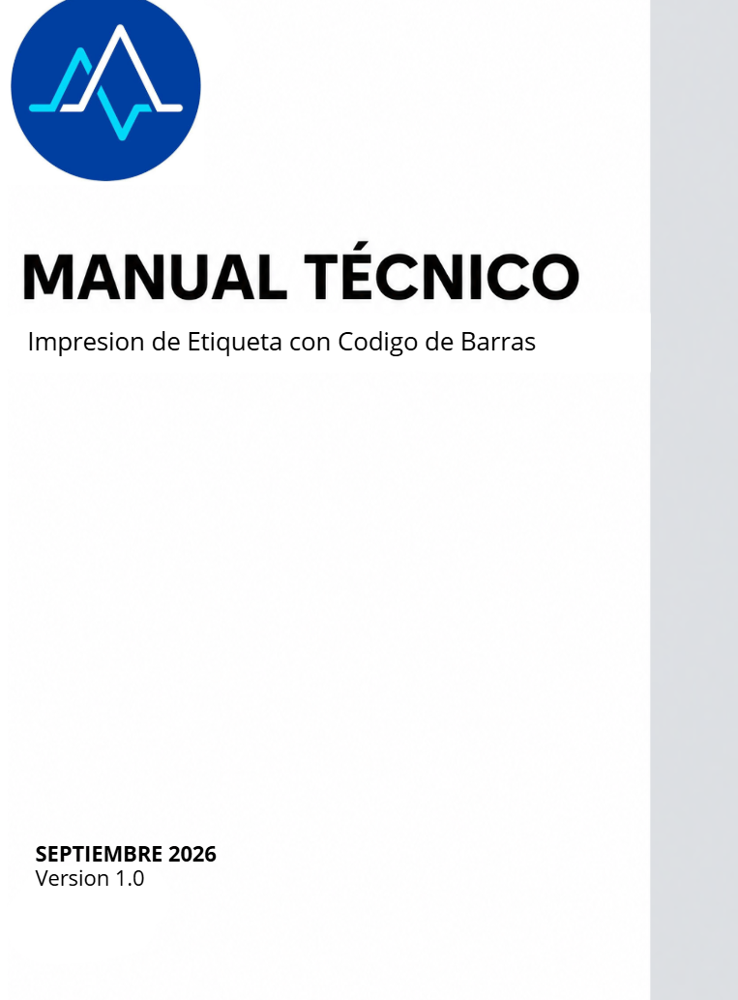 MANUAL TÉCNICO
Impresion de Etiqueta con Codigo de Barras
SEPTIEMBRE 2026
Version 1.0